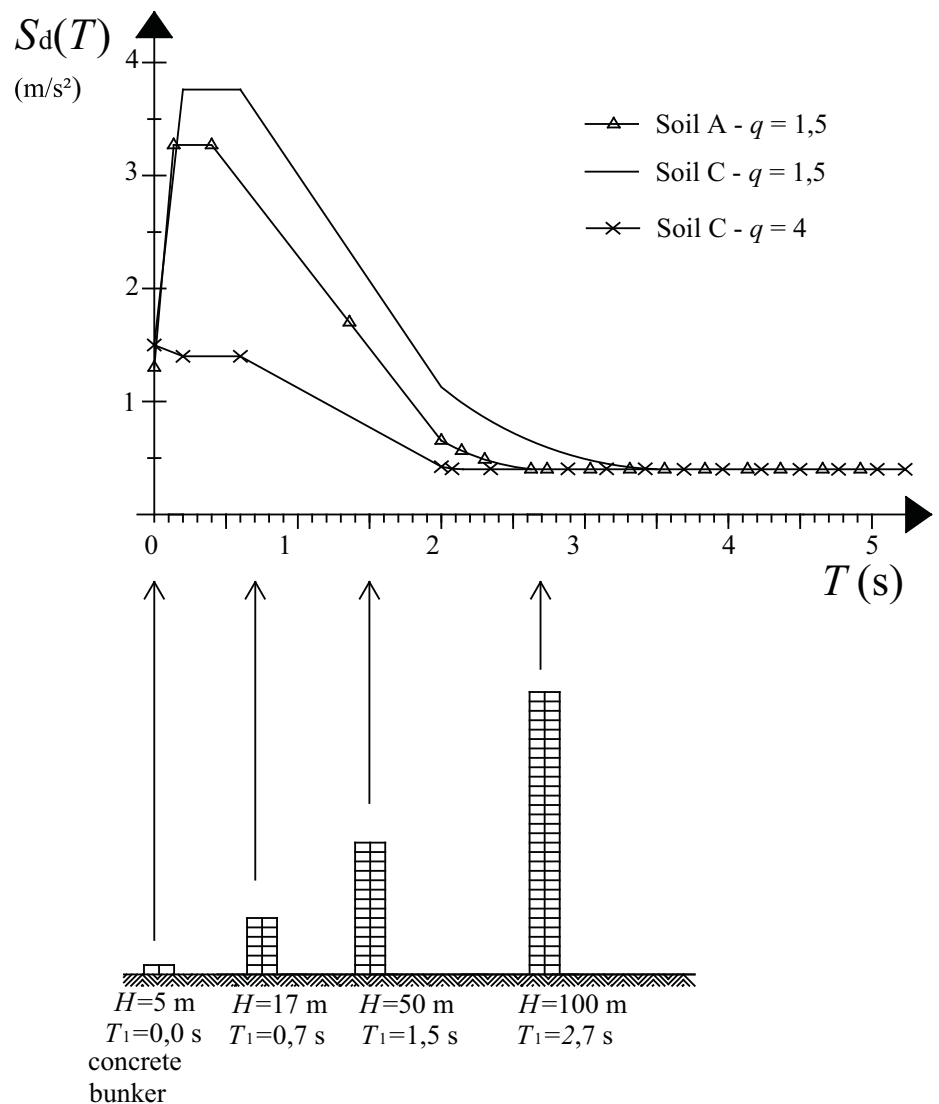 Sd(T)
(m/s²)
4
3
2
1
Soil A - q = 1,5
Soil C - q = 1,5
Soil C - q = 4
0 1 2 3 4 5
T (s)
H=5 m
T1=0,0 s
concrete
bunker
H=17 m
T1=0,7 s
H=50 m
T1=1,5 s
H=100 m
T1=2,7 s